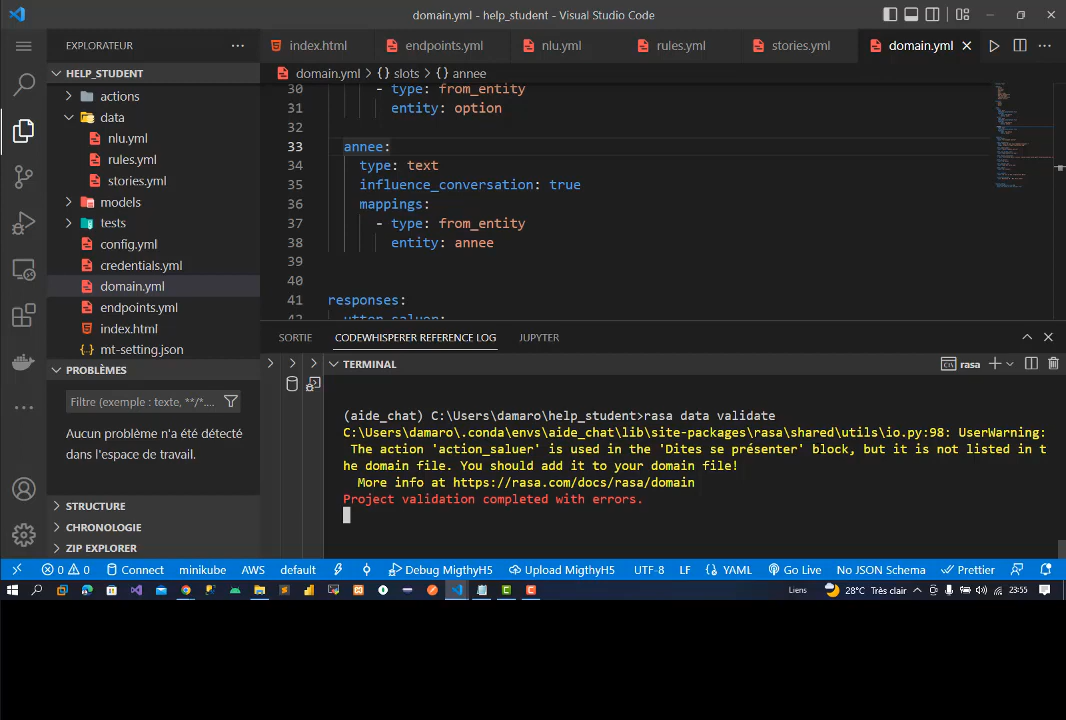 domain.yml - help_student - Visual Studio Code
EXPLORATEUR
HELP_STUDENT
actions
data
nlu.yml
rules.yml
stories.yml
models
tests
config.yml
credentials.yml
domain.yml
endpoints.yml
index.html
mt-setting.json
PROBLÈMES
Filtre (exemple : texte, **/*....
Aucun problème n'a été détecté
dans l'espace de travail.
STRUCTURE
CHRONOLOGIE
ZIP EXPLORER
index.html endpoints.yml nlu.yml rules.yml stories.yml domain.yml
domain.yml > {} slots > {} annee
30 - type: from_entity
31 entity: option
32
33 annee:
34 type: text
35 influence_conversation: true
36 mappings:
37 - type: from_entity
38 entity: annee
39
40
41 responses:
42 utter_saluer:
SORTIE CODEWHISPERER REFERENCE LOG JUPYTER
TERMINAL
rasa
(aide_chat) C:\Users\damaro\help_student>rasa data validate
C:\Users\damaro\.conda\envs\aide_chat\lib\site-packages\rasa\shared\utils\io.py:98: UserWarning:
The action 'action_saluer' is used in the 'Dites se présenter' block, but it is not listed in t
he domain file. You should add it to your domain file!
More info at https://rasa.com/docs/rasa/domain
Project validation completed with errors.
0 0 Connect minikube AWS default Debug MigthyH5 Upload MigthyH5 UTF-8 LF {} YAML Go Live No JSON Schema Prettier
Liens 28°C Très clair 23:55